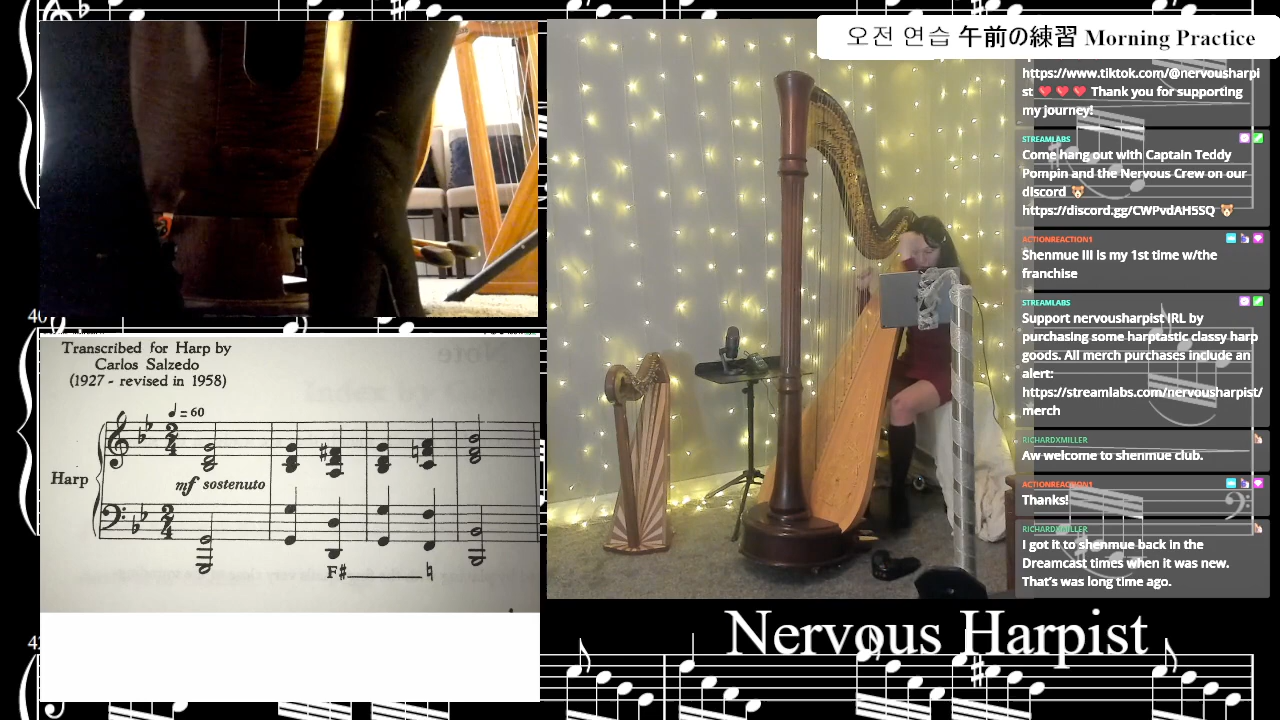 오전 연습 午前の練習 Morning Practice
https://www.tiktok.com/@nervousharpi
st ❤️ ❤️ ❤️ Thank you for supporting
my journey!
STREAMLABS
Come hang out with Captain Teddy
Pompin and the Nervous Crew on our
discord 🐻
https://discord.gg/CWPvdAH5SQ 🐻
ACTIONREACTION1
Shenmue III is my 1st time w/the
franchise
STREAMLABS
Support nervousharpist IRL by
purchasing some harptastic classy harp
goods. All merch purchases include an
alert:
https://streamlabs.com/nervousharpist/
merch
RICHARDXMILLER
Aw welcome to shenmue club.
ACTIONREACTION1
Thanks!
RICHARDXMILLER
I got it to shenmue back in the
Dreamcast times when it was new.
That's was long time ago.
Transcribed for Harp by
Carlos Salzedo
(1927 - revised in 1958)
♩ = 60
Harp
2
4
mf sostenuto
2
4
F# ♮
Nervous Harpist